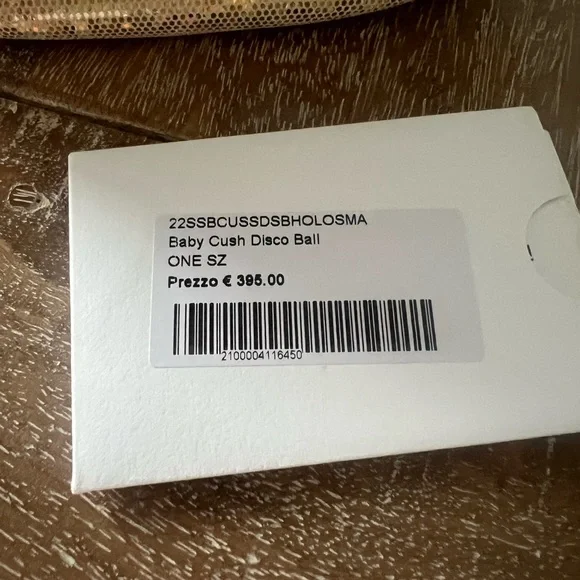 22SSBCUSSDSBHOLOSMA
Baby Cush Disco Ball
ONE SZ
Prezzo € 395.00
2100004116450